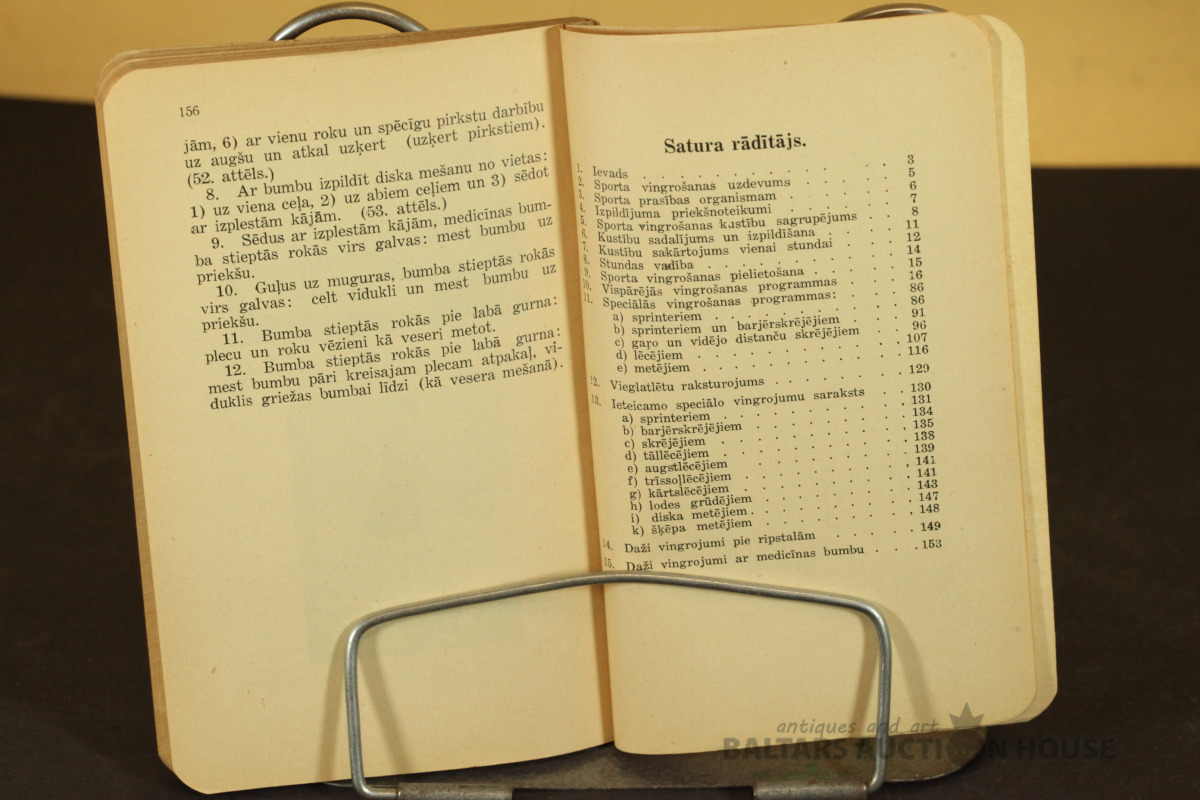 156
jām, 6) ar vienu roku un spēcīgu pirkstu darbību
uz augšu un atkal uzķert (uzķert pirkstiem).
(52. attēls.)
8. Ar bumbu izpildīt diska mešanu no vietas:
1) uz viena ceļa, 2) uz abiem ceļiem un 3) sēdot
ar izplestām kājām. (53. attēls.)
9. Sēdus ar izplestām kājām, medicīnas bum-
ba stieptās rokās virs galvas: mest bumbu uz
priekšu.
10. Guļus uz muguras, bumba stieptās rokās
virs galvas: celt vidukli un mest bumbu uz
priekšu.
11. Bumba stieptās rokās pie labā gurna:
plecu un roku vēzieni kā veseri metot.
12. Bumba stieptās rokās pie labā gurna:
mest bumbu pāri kreisajam plecam atpakaļ, vi-
duklis griežas bumbai līdzi (kā vesera mešanā).
Satura rādītājs.
1. Ievads . . . . . . . . . . . 3
2. Sporta vingrošanas uzdevums . . . . 5
3. Sporta prasības organismam . . . . . 6
4. Izpildījuma priekšnoteikumi . . . . . 7
5. Sporta vingrošanas kustību sagrupējums . . 8
6. Kustību sadalījums un izpildīšana . . . . 11
7. Kustību sakārtojums vienai stundai . . . 12
8. Stundas vadība . . . . . . . . 14
9. Sporta vingrošanas pielietošana . . . . 15
10. Vispārējās vingrošanas programmas . . . 16
11. Speciālās vingrošanas programmas: . . . 86
a) sprinteriem . . . . . . . . 86
b) sprinteriem un barjērskrējējiem . . . 91
c) gaŗo un vidējo distanču skrējējiem . . 96
d) lēcējiem . . . . . . . . . 107
e) metējiem . . . . . . . . . 116
12. Vieglatlētu raksturojums . . . . . . 129
13. Ieteicamo speciālo vingrojumu saraksts . . 130
a) sprinteriem . . . . . . . . 131
b) barjērskrējējiem . . . . . . . 134
c) skrējējiem . . . . . . . . 135
d) tāllēcējiem . . . . . . . . 138
e) augstlēcējiem . . . . . . . 139
f) trīssoļlēcējiem . . . . . . . 141
g) kārtslēcējiem . . . . . . . 141
h) lodes grūdējiem . . . . . . . 143
i) diska metējiem . . . . . . . 147
k) šķēpa metējiem . . . . . . . 148
14. Daži vingrojumi pie ripstalām . . . . . 149
15. Daži vingrojumi ar medicīnas bumbu . . . 153
antiques and art
BALTARS AUCTION HOUSE